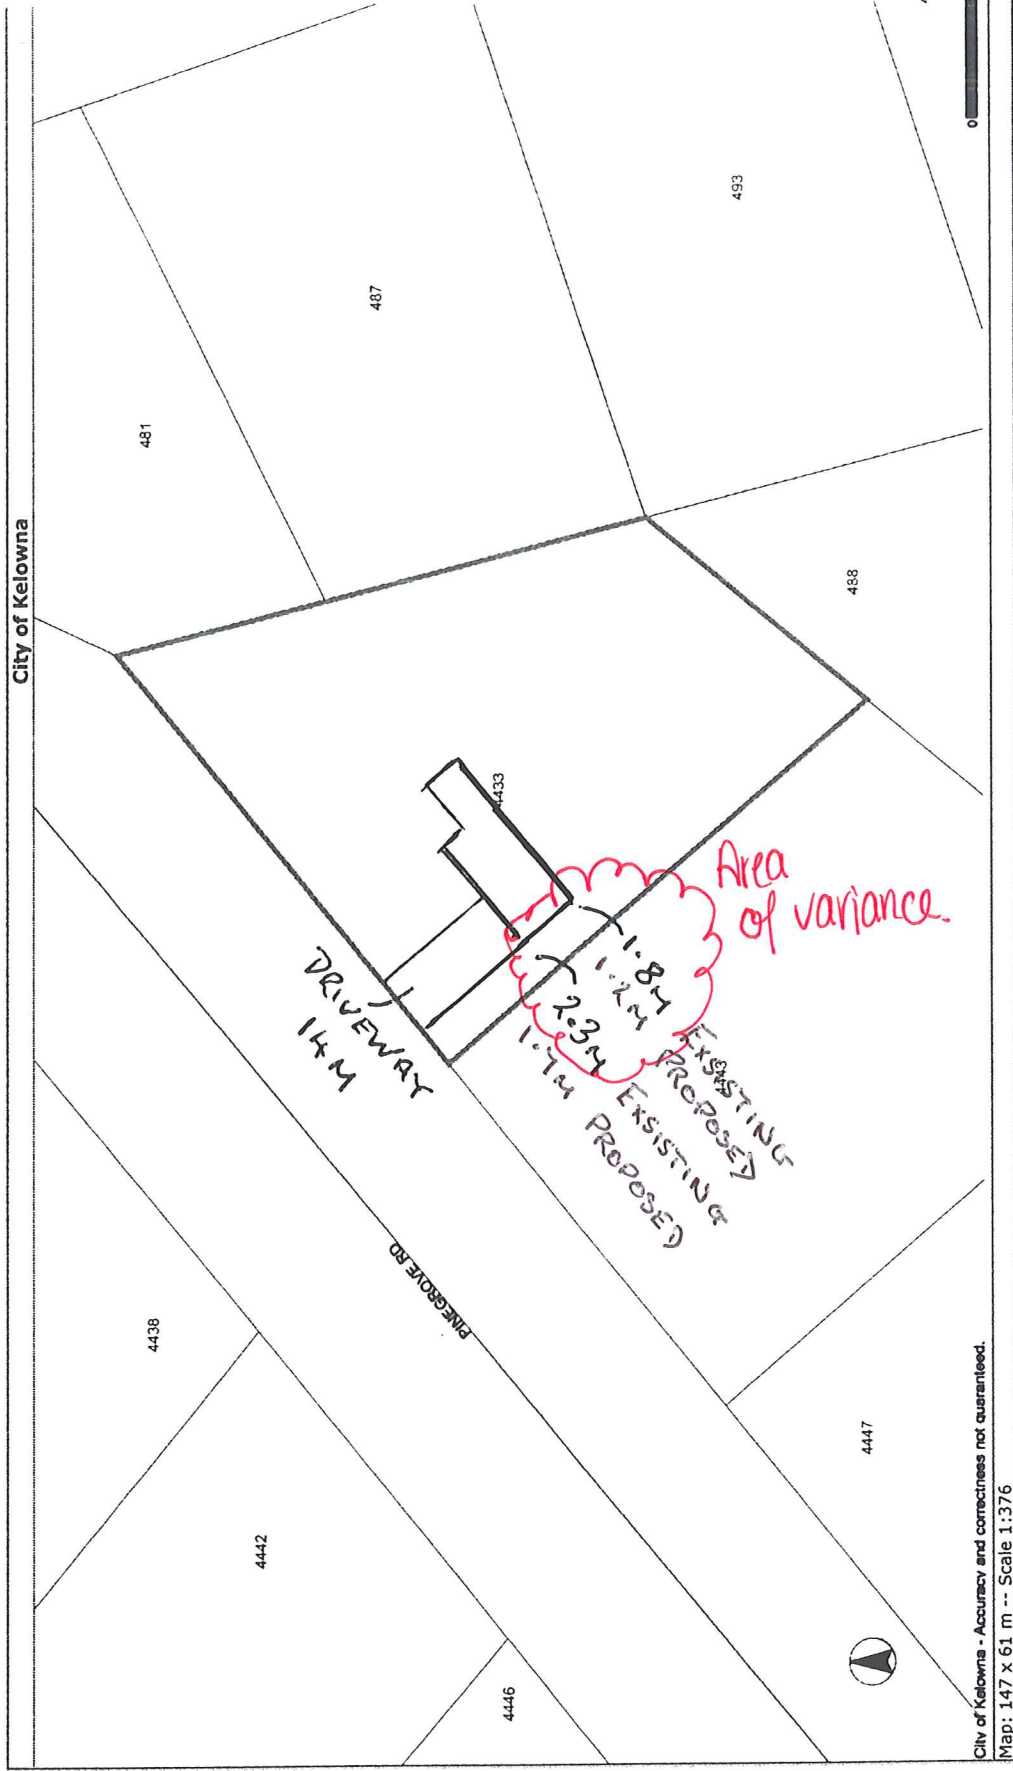 City of Kelowna
481
487
493
488
4433
DRIVEWAY
14 M
Area
of variance.
1.8M EXSISTING
1.2M PROPOSED
2.3M EXSISTING
1.7M PROPOSED
4443
PINEGROVE RD
4438
4442
4446
4447
0
City of Kelowna - Accuracy and correctness not guaranteed.
Map: 147 x 61 m -- Scale 1:376